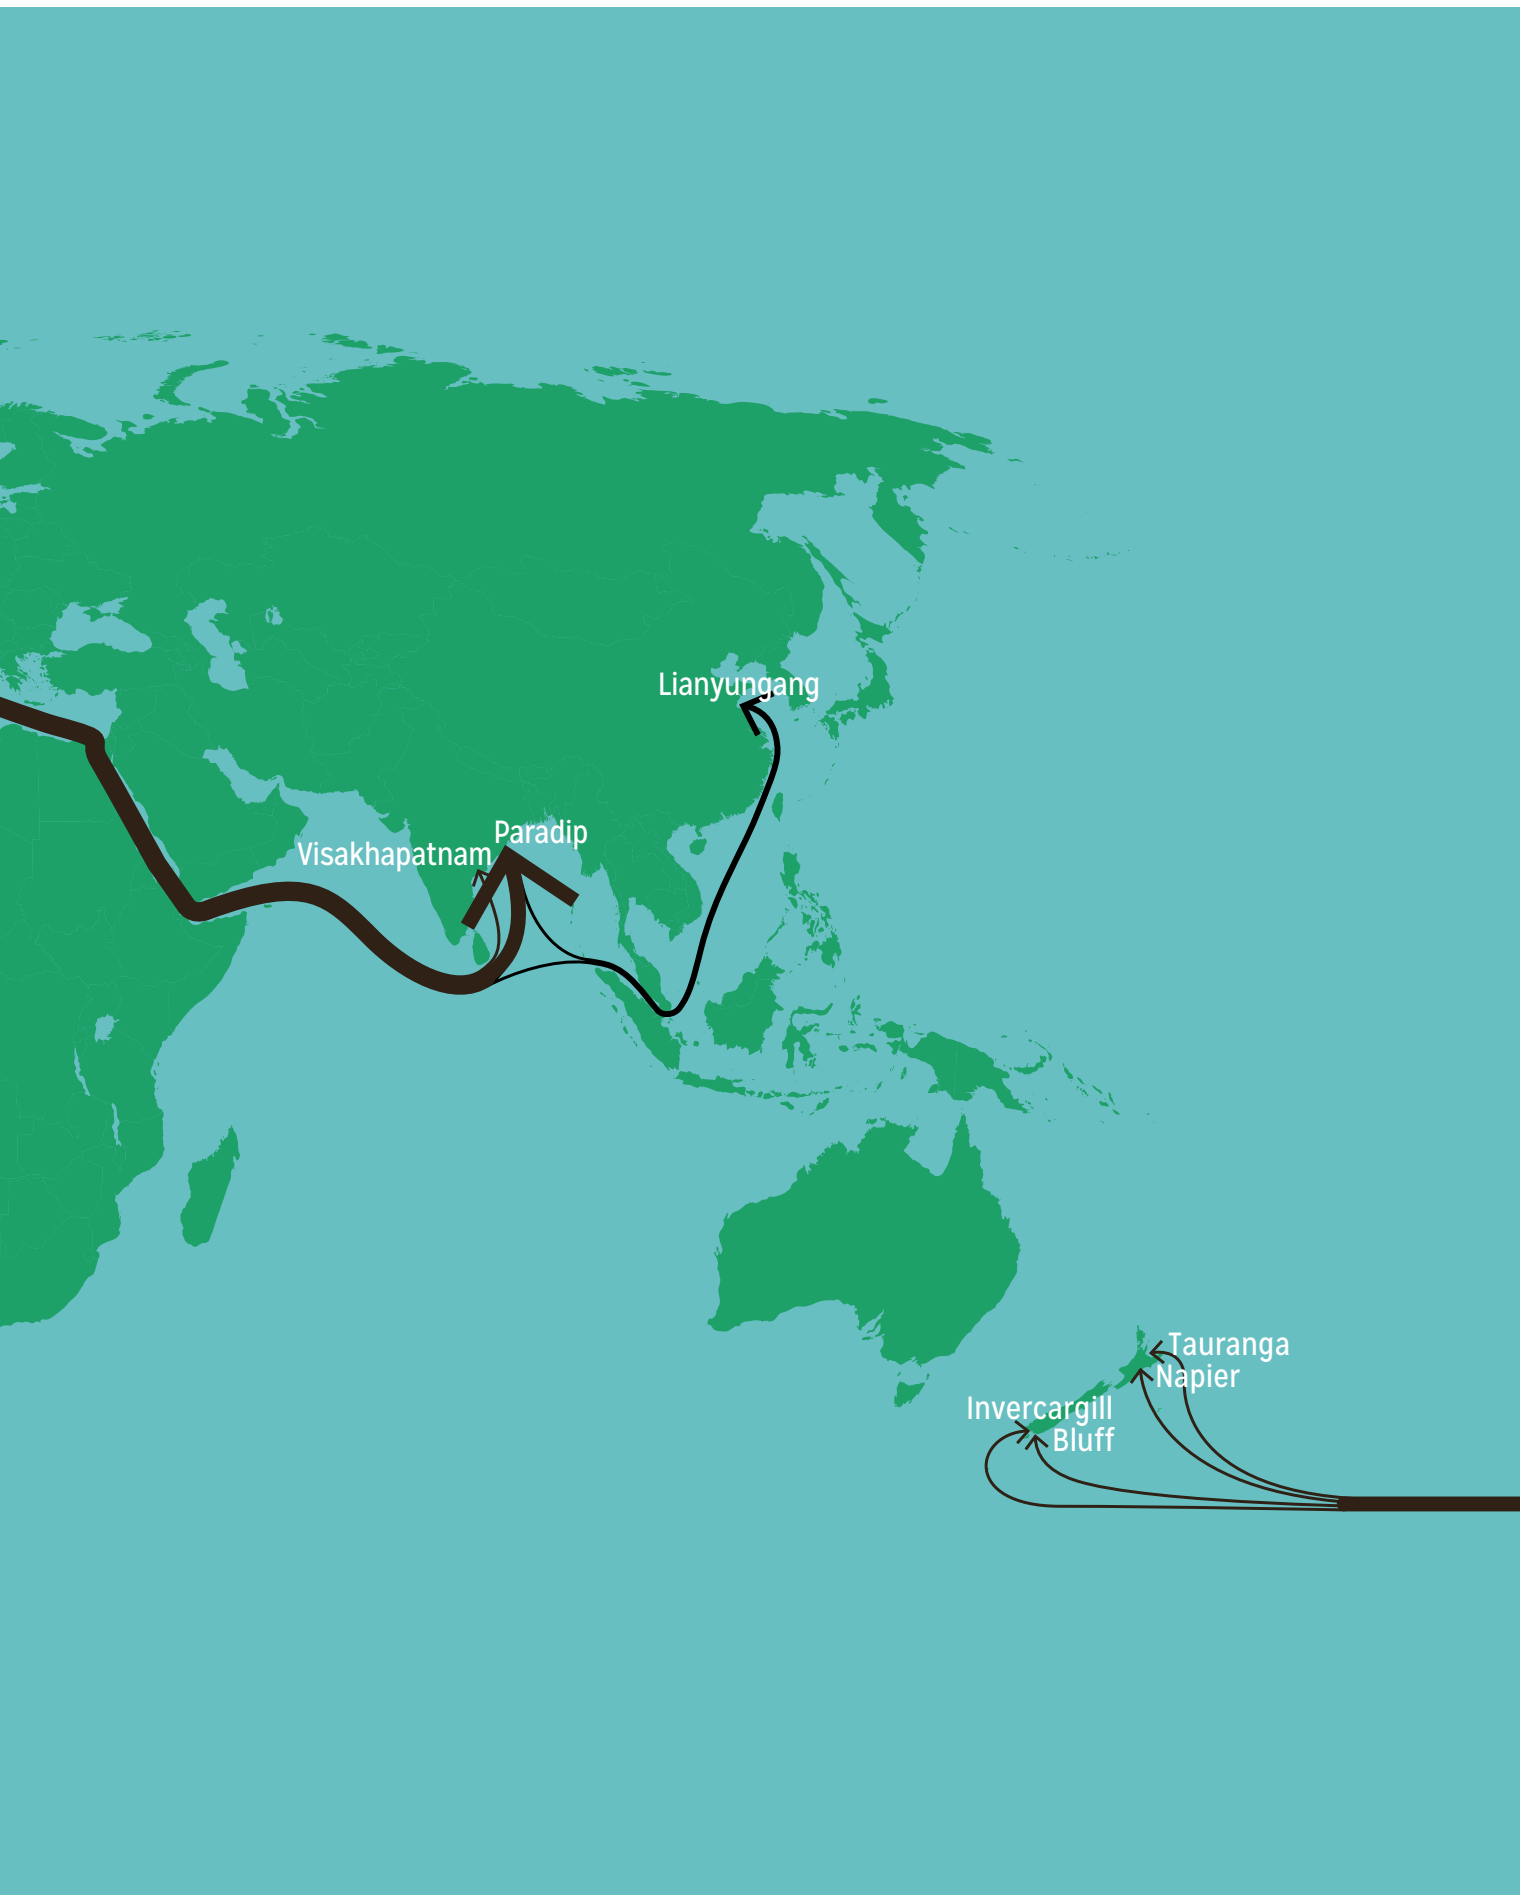 Lianyungang
Paradip
Visakhapatnam
Tauranga
Napier
Invercargill
Bluff